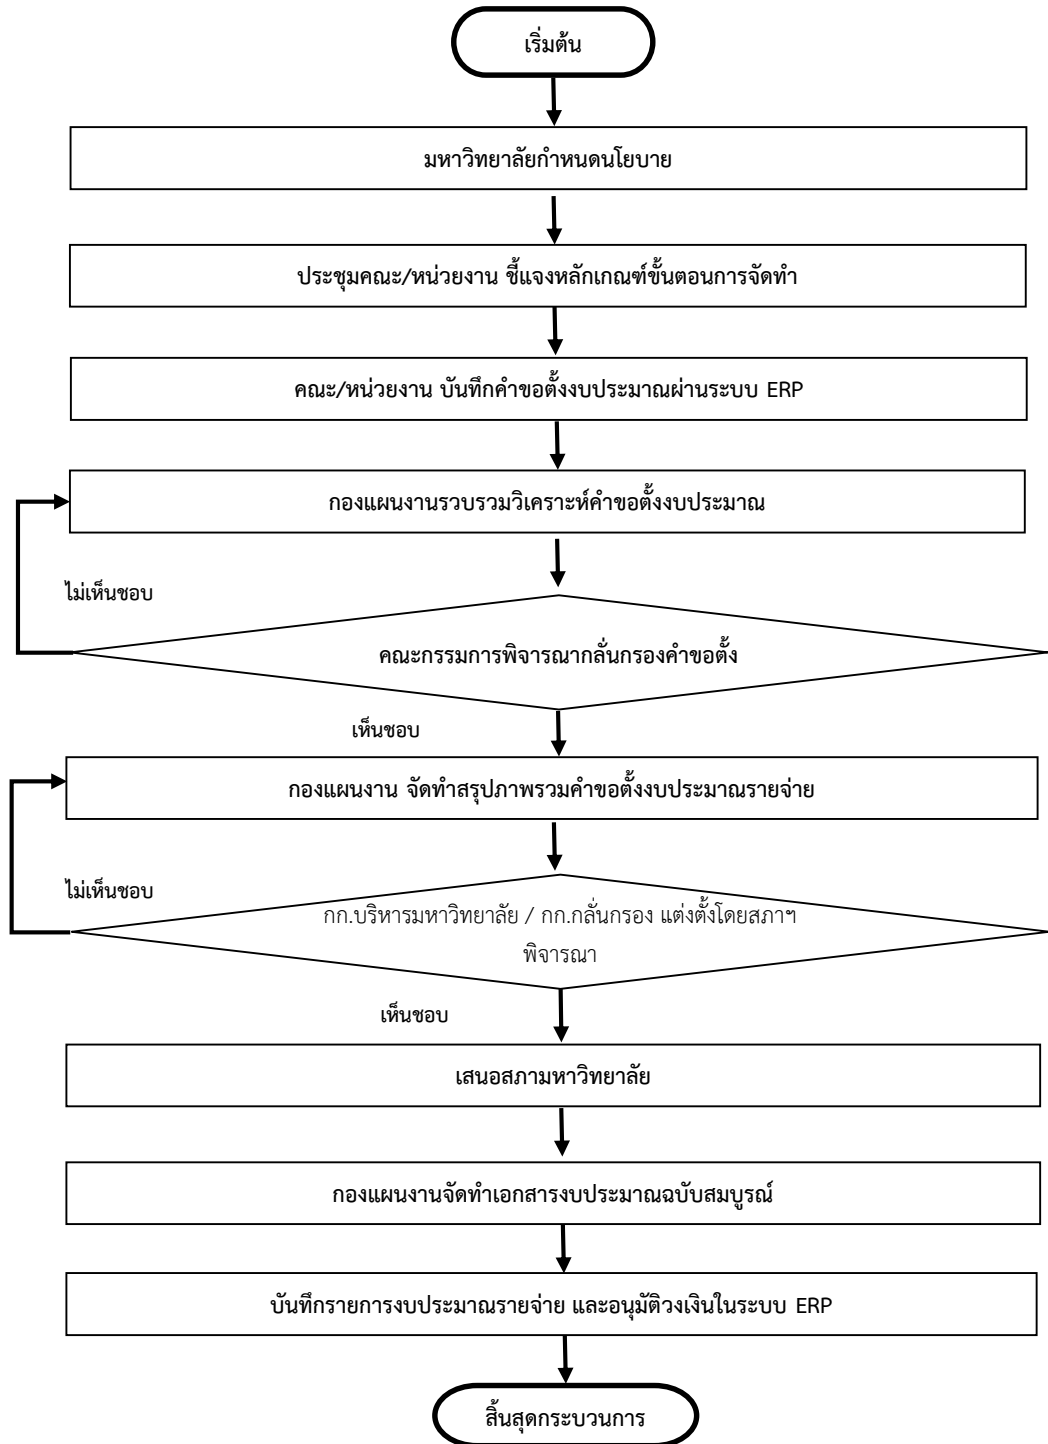 เริ่มต้น
มหาวิทยาลัยกำหนดนโยบาย
ประชุมคณะ/หน่วยงาน ชี้แจงหลักเกณฑ์ขั้นตอนการจัดทำ
คณะ/หน่วยงาน บันทึกคำขอตั้งงบประมาณผ่านระบบ ERP
กองแผนงานรวบรวมวิเคราะห์คำขอตั้งงบประมาณ
ไม่เห็นชอบ
คณะกรรมการพิจารณากลั่นกรองคำขอตั้ง
เห็นชอบ
กองแผนงาน จัดทำสรุปภาพรวมคำขอตั้งงบประมาณรายจ่าย
ไม่เห็นชอบ
กก.บริหารมหาวิทยาลัย / กก.กลั่นกรอง แต่งตั้งโดยสภาฯ
พิจารณา
เห็นชอบ
เสนอสภามหาวิทยาลัย
กองแผนงานจัดทำเอกสารงบประมาณฉบับสมบูรณ์
บันทึกรายการงบประมาณรายจ่าย และอนุมัติวงเงินในระบบ ERP
สิ้นสุดกระบวนการ